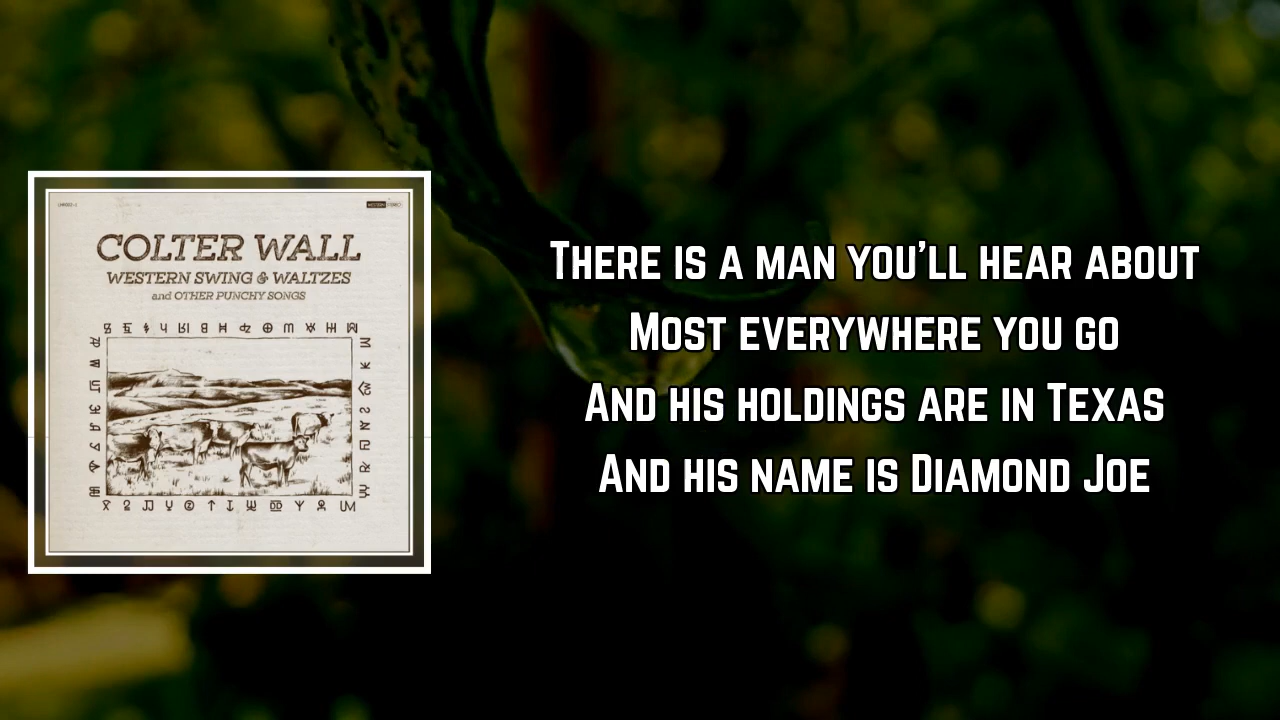 COLTER WALL
WESTERN SWING & WALTZES
and OTHER PUNCHY SONGS
There is a man you'll hear about
Most everywhere you go
And his holdings are in Texas
And his name is Diamond Joe